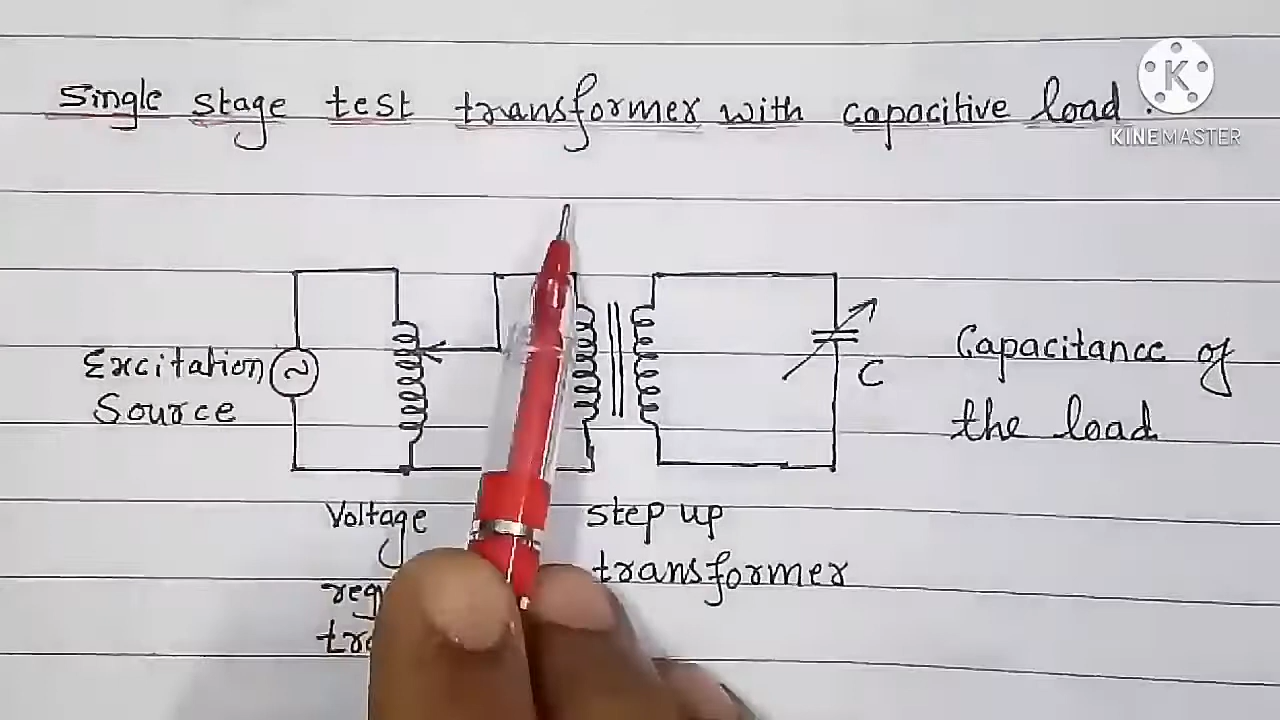 Single stage test transformer with capacitive load.
K
KINEMASTER
Excitation
Source
~
C
Capacitance of
the load
Voltage
step up
transformer